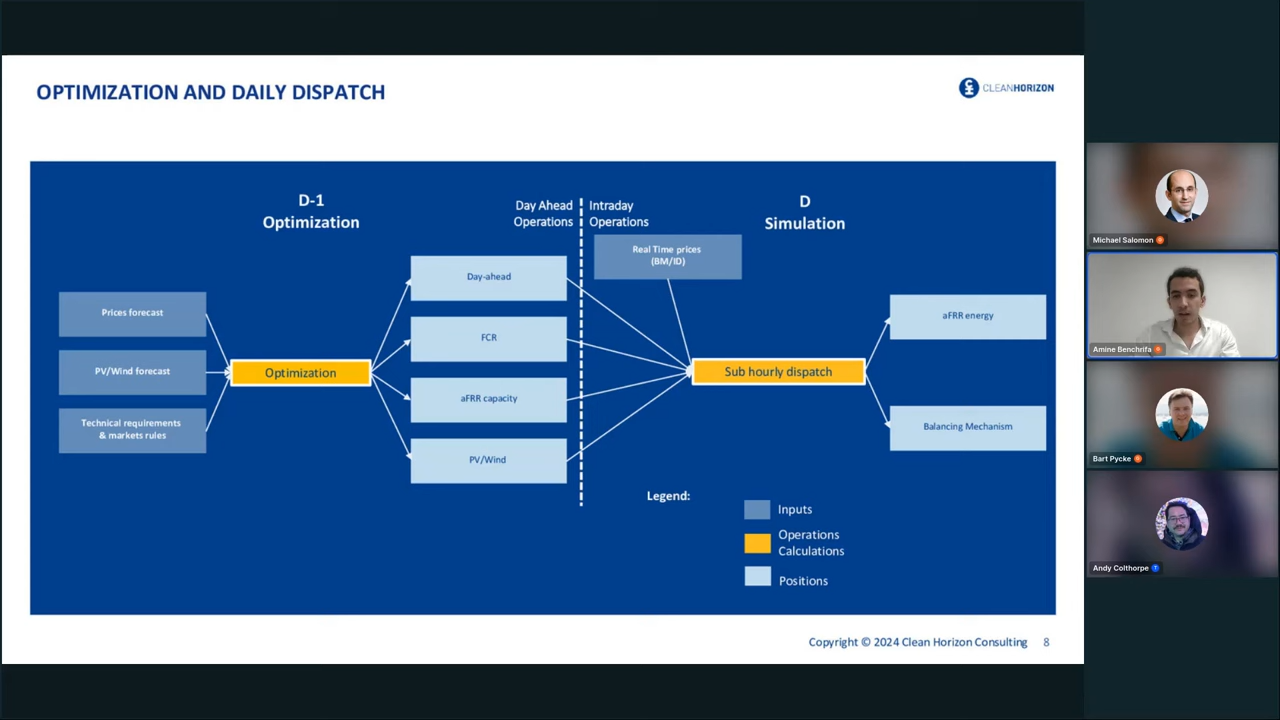 OPTIMIZATION AND DAILY DISPATCH
CLEANHORIZON
D-1
Optimization
Day Ahead
Operations
Intraday
Operations
D
Simulation
Real Time prices
(BM/ID)
Prices forecast
PV/Wind forecast
Technical requirements
& markets rules
Optimization
Day-ahead
FCR
aFRR capacity
PV/Wind
Sub hourly dispatch
aFRR energy
Balancing Mechanism
Legend:
Inputs
Operations
Calculations
Positions
Copyright © 2024 Clean Horizon Consulting
8
Michael Salomon
Amine Benchrifa
Bart Pycke
Andy Colthorpe